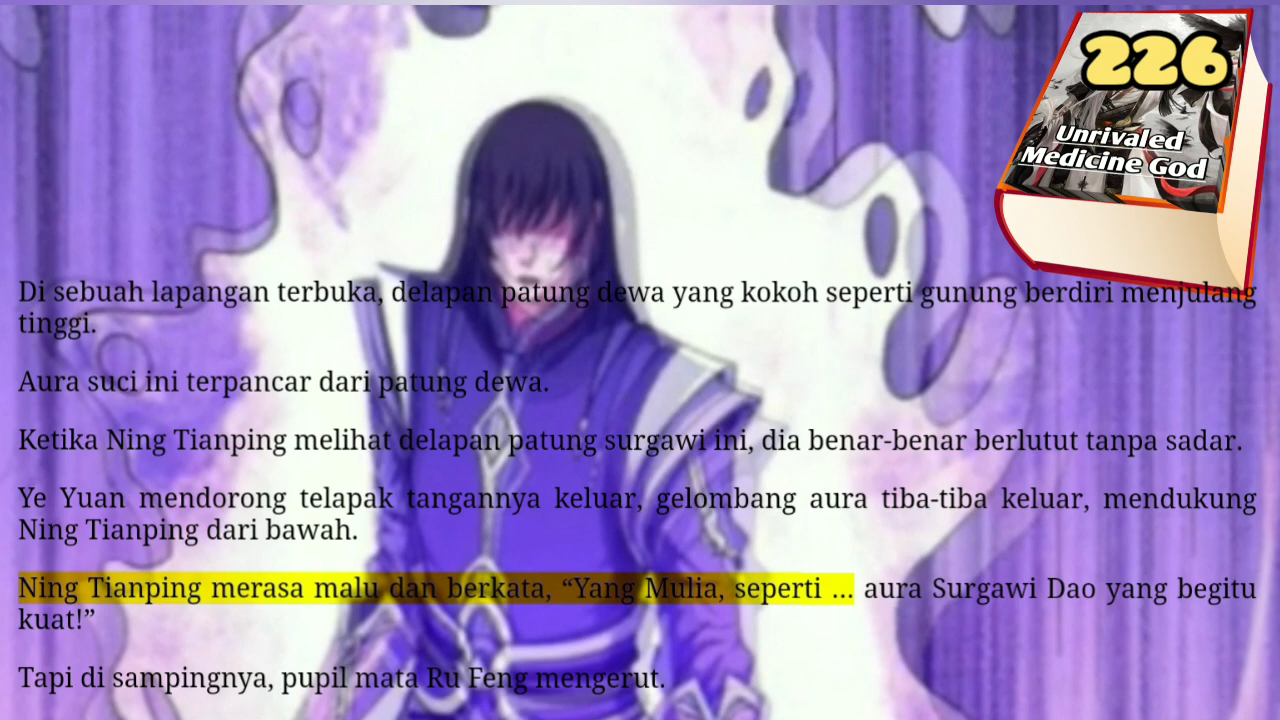 226
Unrivaled
Medicine God
Di sebuah lapangan terbuka, delapan patung dewa yang kokoh seperti gunung berdiri menjulang
tinggi.
Aura suci ini terpancar dari patung dewa.
Ketika Ning Tianping melihat delapan patung surgawi ini, dia benar-benar berlutut tanpa sadar.
Ye Yuan mendorong telapak tangannya keluar, gelombang aura tiba-tiba keluar, mendukung
Ning Tianping dari bawah.
Ning Tianping merasa malu dan berkata, “Yang Mulia, seperti ... aura Surgawi Dao yang begitu
kuat!”
Tapi di sampingnya, pupil mata Ru Feng mengerut.